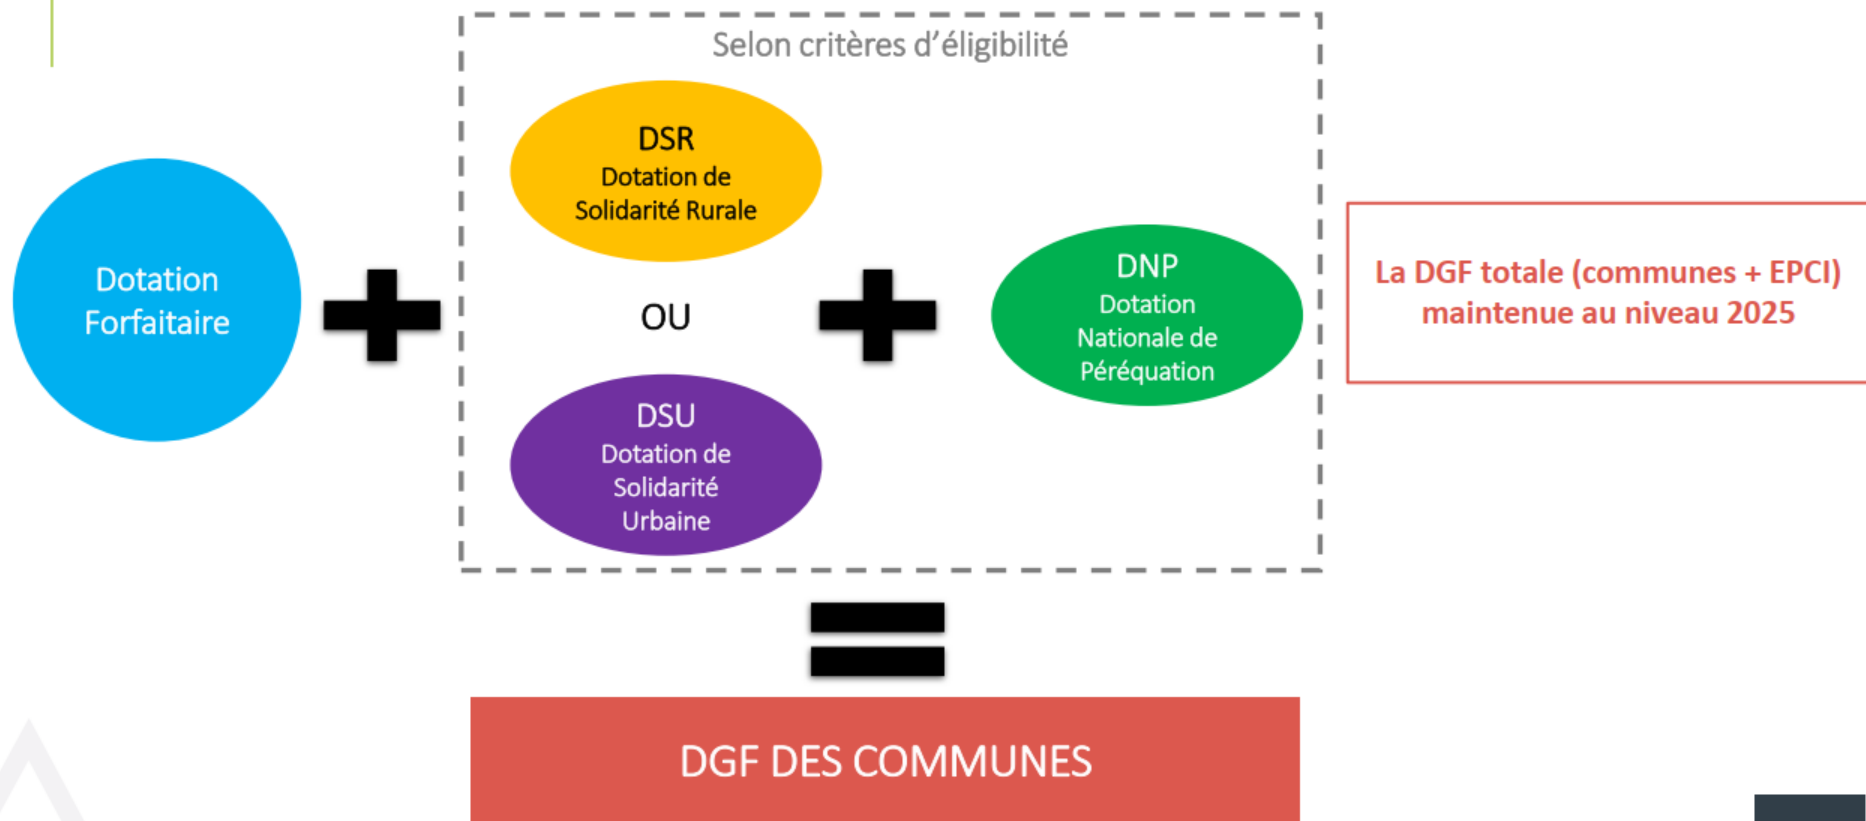 Selon critères d'éligibilité
Dotation
Forfaitaire
DSR
Dotation de
Solidarité Rurale
OU
DSU
Dotation de
Solidarité
Urbaine
DNP
Dotation
Nationale de
Péréquation
La DGF totale (communes + EPCI)
maintenue au niveau 2025
DGF DES COMMUNES